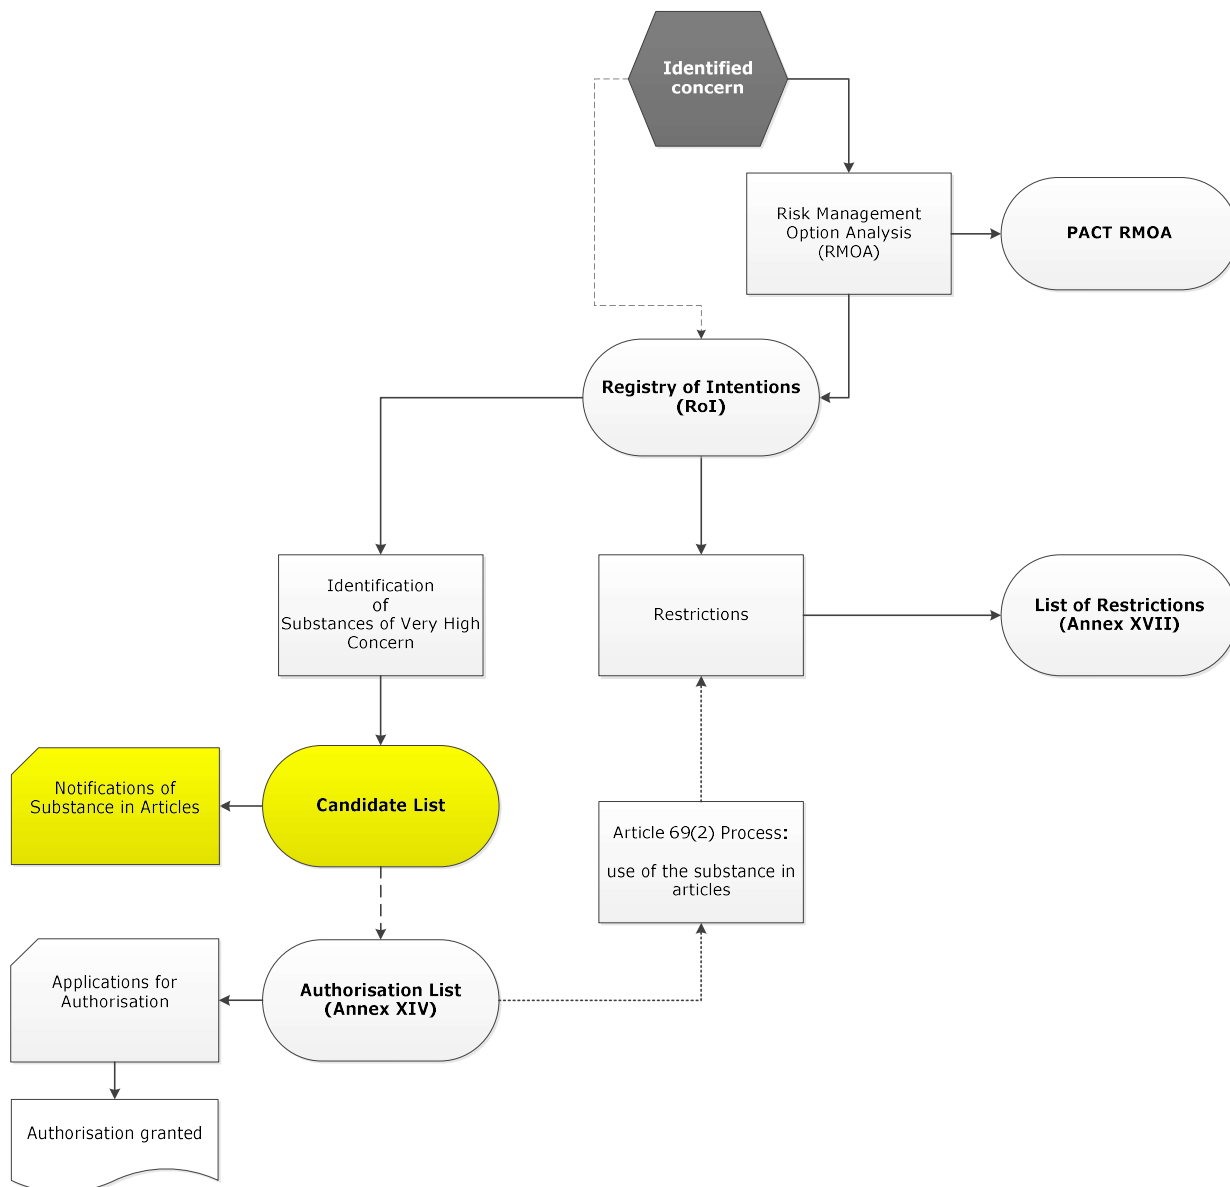 Identified
concern
Risk Management
Option Analysis
(RMOA)
PACT RMOA
Registry of Intentions
(RoI)
Identification
of
Substances of Very High
Concern
Restrictions
List of Restrictions
(Annex XVII)
Notifications of
Substance in Articles
Candidate List
Article 69(2) Process:
use of the substance in
articles
Applications for
Authorisation
Authorisation List
(Annex XIV)
Authorisation granted